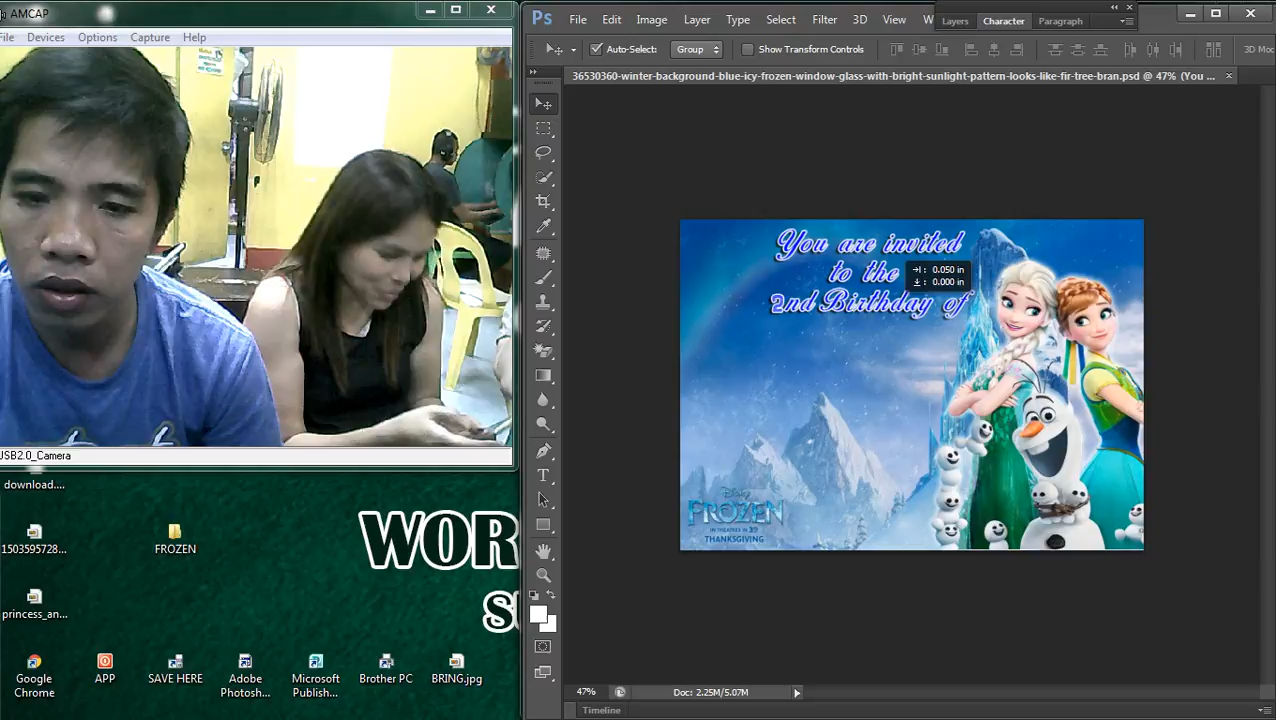 AMCAP
File Devices Options Capture Help
USB2.0_Camera
download....
1503595728...
FROZEN
princess_an...
WOR
S
Google Chrome
APP
SAVE HERE
Adobe Photosh...
Microsoft Publish...
Brother PC
BRING.jpg
Ps File Edit Image Layer Type Select Filter 3D View W
Layers Character Paragraph
Auto-Select: Group Show Transform Controls 3D Mod
36530360-winter-background-blue-icy-frozen-window-glass-with-bright-sunlight-pattern-looks-like-fir-tree-bran.psd @ 47% (You ...
You are invited
to the
2nd Birthday of
→I : 0.050 in
↓ : 0.000 in
Disney
FROZEN
IN THEATRES IN 3D
THANKSGIVING
47% Doc: 2.25M/5.07M
Timeline